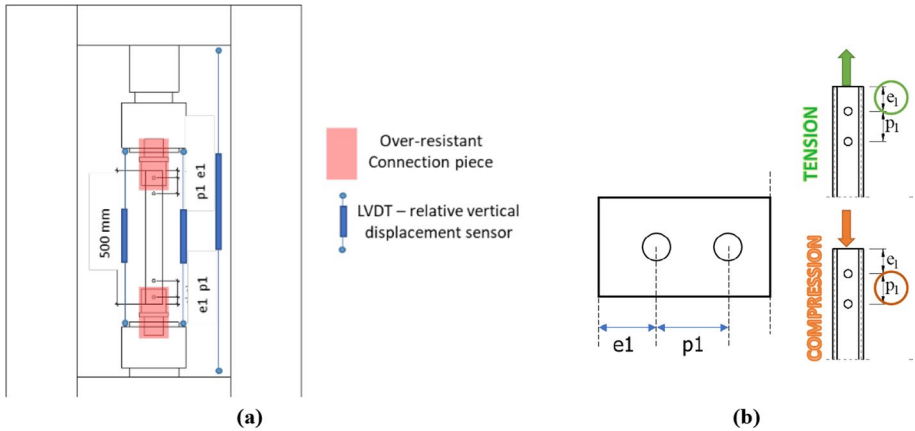 500 mm
p1 e1
e1 p1
Over-resistant
Connection piece
LVDT – relative vertical
displacement sensor
(a)
e1
p1
TENSION
e1
p1
COMPRESSION
e1
p1
(b)